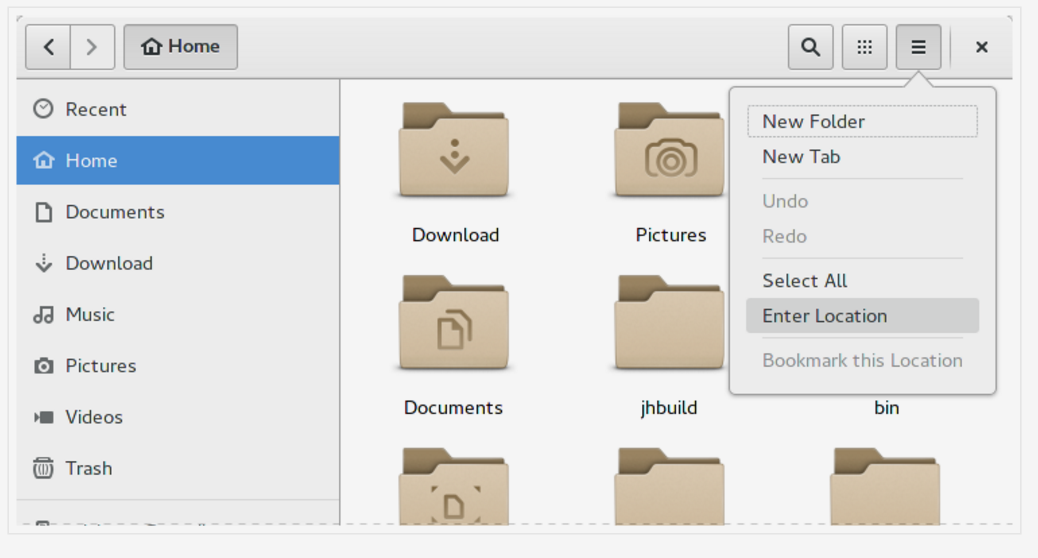 Home
Recent
Home
Documents
Download
Music
Pictures
Videos
Trash
Download
Pictures
Documents
jhbuild
bin
New Folder
New Tab
Undo
Redo
Select All
Enter Location
Bookmark this Location